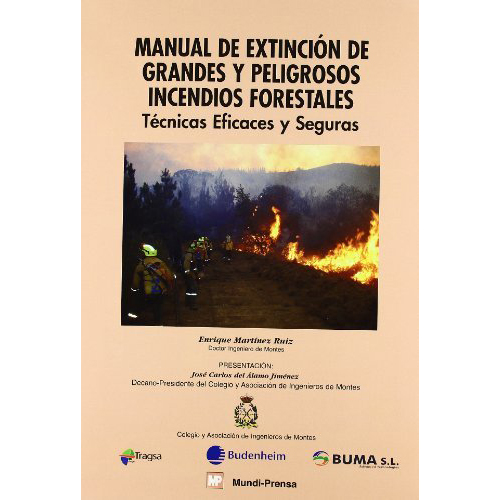 MANUAL DE EXTINCIÓN DE
GRANDES Y PELIGROSOS
INCENDIOS FORESTALES
Técnicas Eficaces y Seguras
Enrique Martínez Ruiz
Doctor Ingeniero de Montes
PRESENTACIÓN:
José Carlos del Álamo Jiménez
Decano-Presidente del Colegio y Asociación de Ingenieros de Montes
Colegio y Asociación de Ingenieros de Montes
Tragsa
Budenheim
BUMA S.L.
MP
Mundi-Prensa